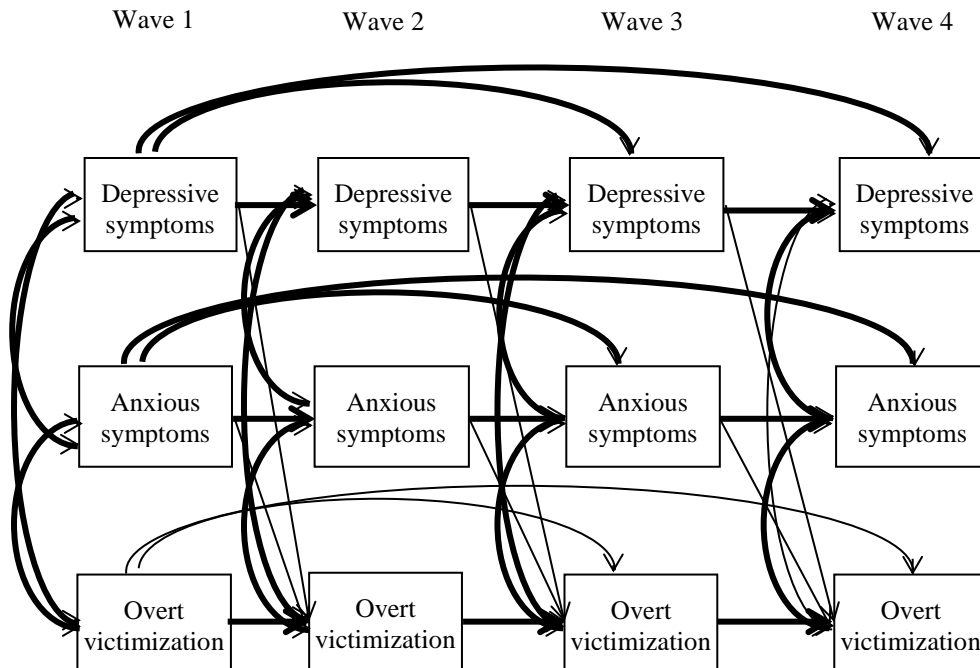 Wave 1
Wave 2
Wave 3
Wave 4
Depressive
symptoms
Depressive
symptoms
Depressive
symptoms
Depressive
symptoms
Anxious
symptoms
Anxious
symptoms
Anxious
symptoms
Anxious
symptoms
Overt
victimization
Overt
victimization
Overt
victimization
Overt
victimization